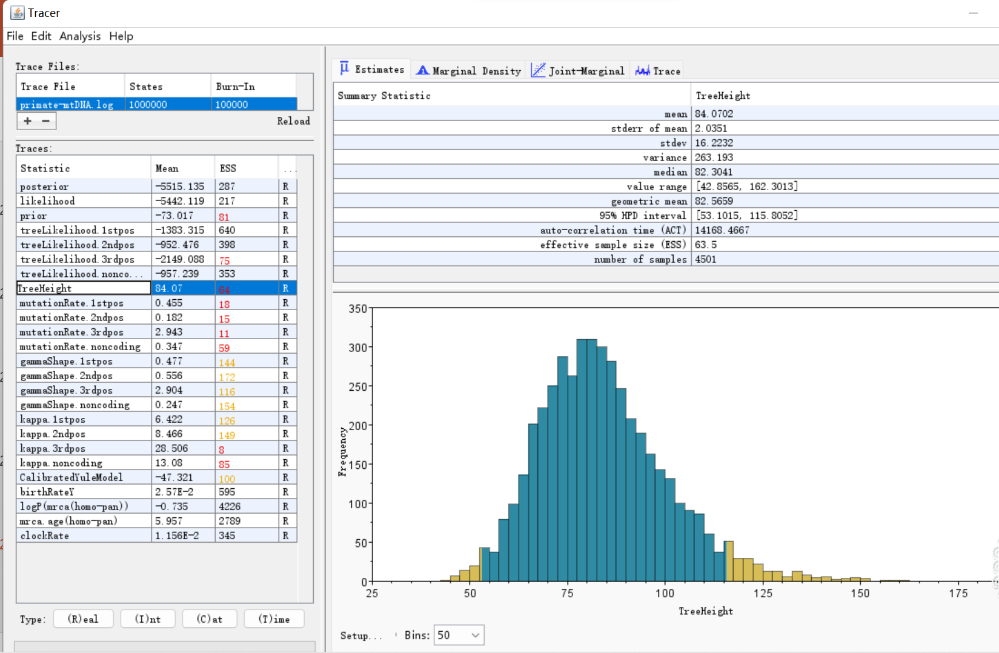 Tracer
File Edit Analysis Help
Trace Files:
Trace File States Burn-In
primate-mtDNA.log 1000000 100000
+ − Reload
Traces:
Statistic Mean ESS ...
posterior -5515.135 287 R
likelihood -5442.119 217 R
prior -73.017 81 R
treeLikelihood.1stpos -1383.315 640 R
treeLikelihood.2ndpos -952.476 398 R
treeLikelihood.3rdpos -2149.088 75 R
treeLikelihood.nonco... -957.239 353 R
TreeHeight 84.07 64 R
mutationRate.1stpos 0.455 18 R
mutationRate.2ndpos 0.182 15 R
mutationRate.3rdpos 2.943 11 R
mutationRate.noncoding 0.347 59 R
gammaShape.1stpos 0.477 144 R
gammaShape.2ndpos 0.556 172 R
gammaShape.3rdpos 2.904 116 R
gammaShape.noncoding 0.247 154 R
kappa.1stpos 6.422 126 R
kappa.2ndpos 8.466 149 R
kappa.3rdpos 28.506 8 R
kappa.noncoding 13.08 85 R
CalibratedYuleModel -47.321 100 R
birthRateY 2.57E-2 595 R
logP(mrca(homo-pan)) -0.735 4226 R
mrca.age(homo-pan) 5.957 2789 R
clockRate 1.156E-2 345 R
Type: (R)eal (I)nt (C)at (T)ime
μ Estimates Marginal Density Joint-Marginal Trace
Summary Statistic TreeHeight
mean 84.0702
stderr of mean 2.0351
stdev 16.2232
variance 263.193
median 82.3041
value range [42.8565, 162.3013]
geometric mean 82.5659
95% HPD interval [53.1015, 115.8052]
auto-correlation time (ACT) 14168.4667
effective sample size (ESS) 63.5
number of samples 4501
350
300
250
200
150
100
50
0
Frequency
25 50 75 100 125 150 175
TreeHeight
Setup... Bins: 50